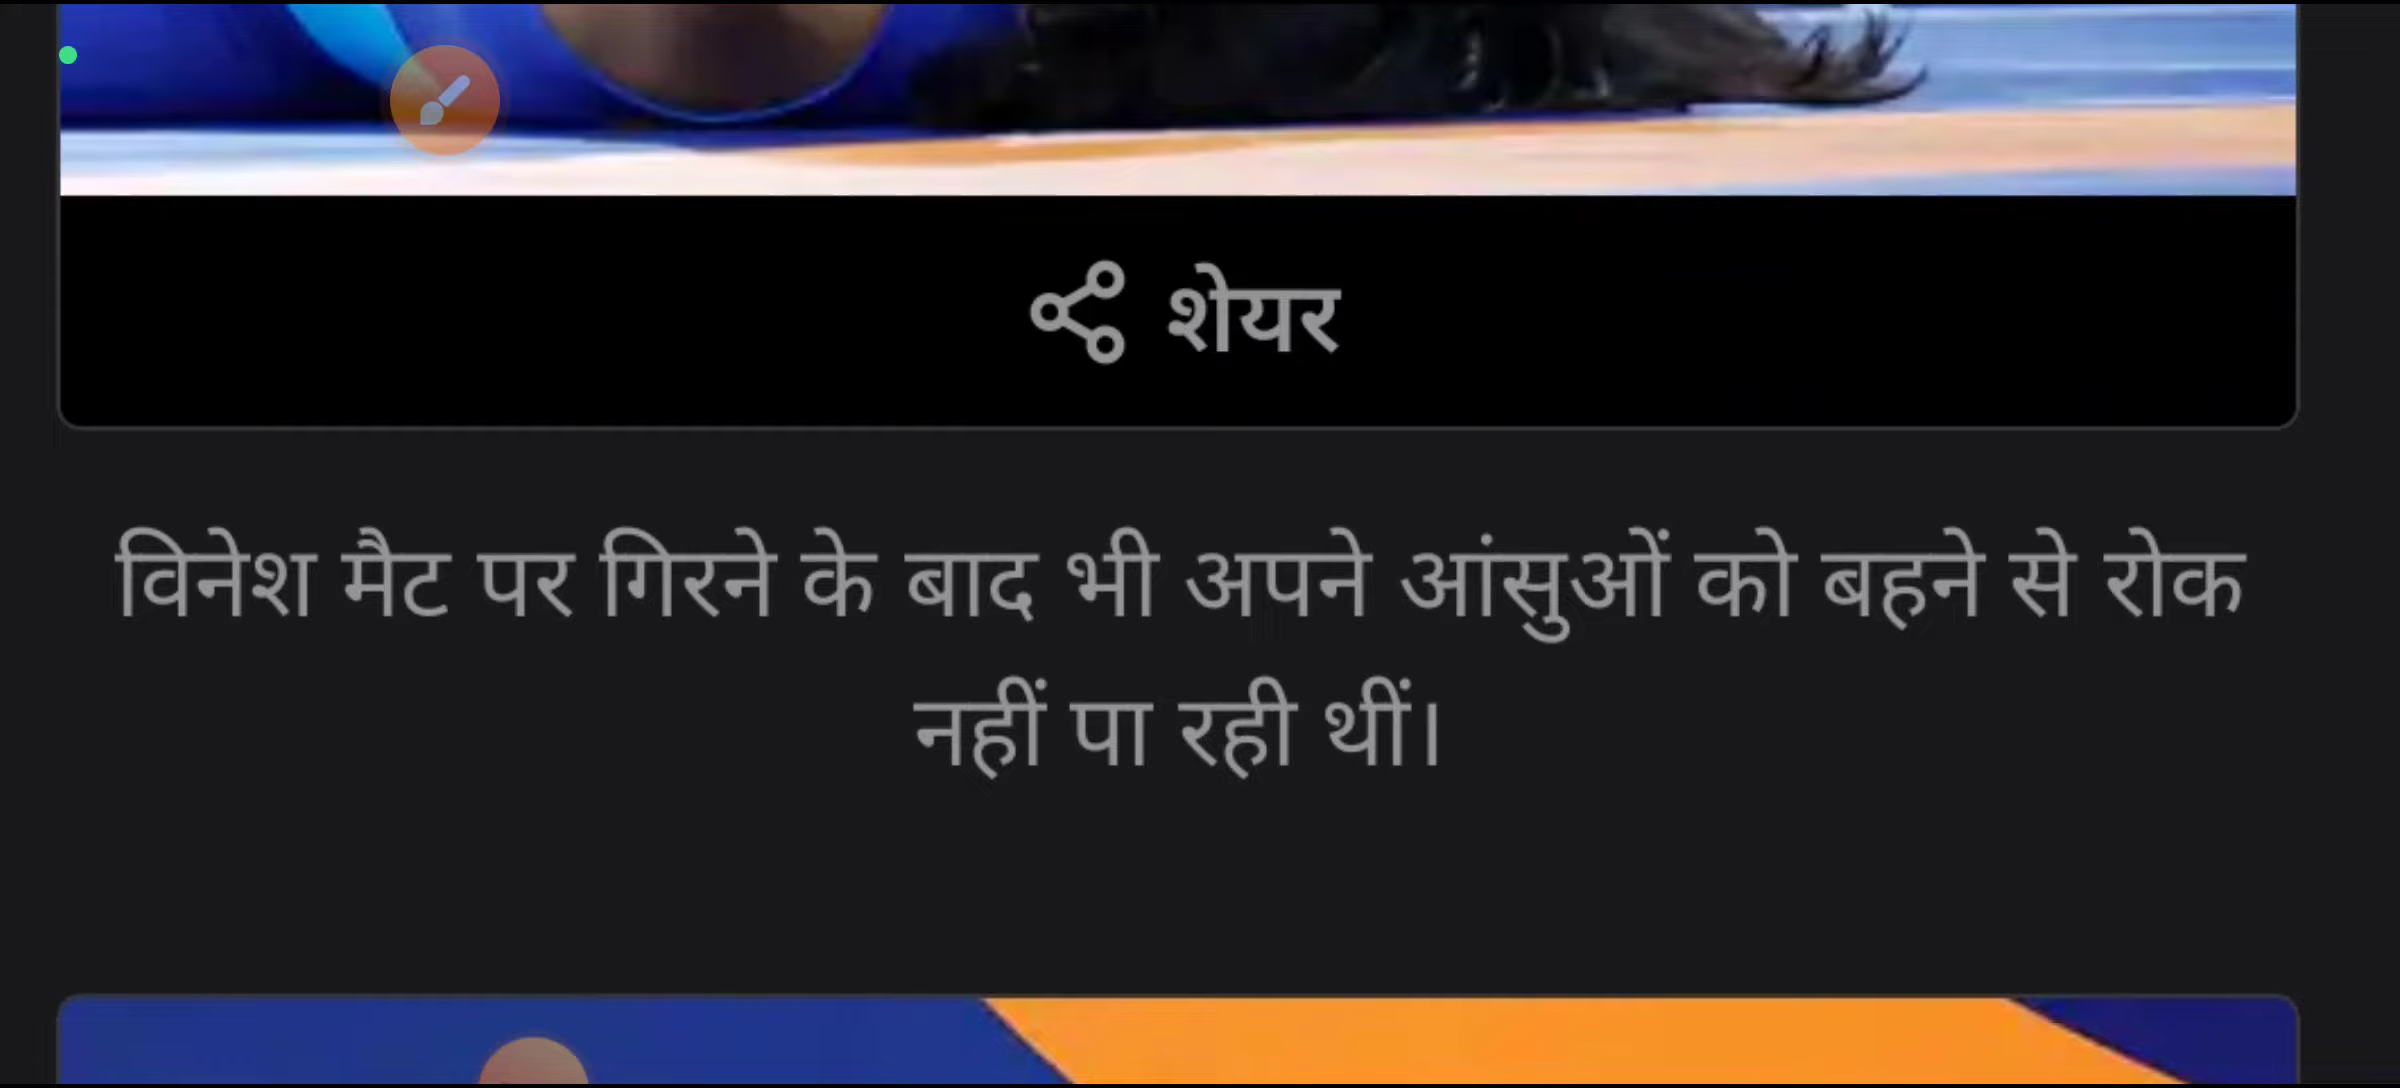 शेयर
विनेश मैट पर गिरने के बाद भी अपने आंसुओं को बहने से रोक
नहीं पा रही थीं।